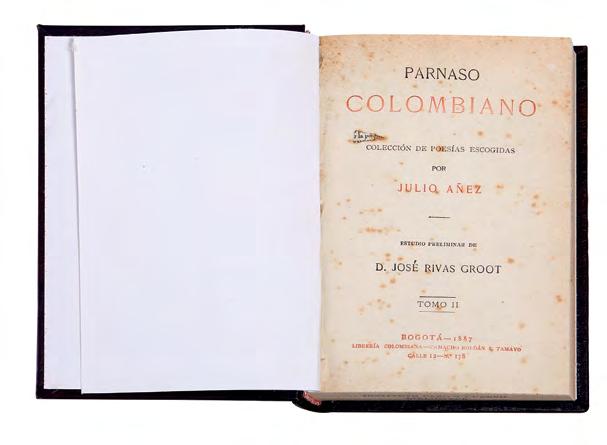 PARNASO
COLOMBIANO
COLECCIÓN DE POESÍAS ESCOGIDAS
POR
JULIO AÑEZ
ESTUDIO PRELIMINAR DE
D. JOSÉ RIVAS GROOT
TOMO II
BOGOTÁ—1887
LIBRERÍA COLOMBIANA—CAMACHO ROLDÁN & TAMAYO
CALLE 12—Nº 178